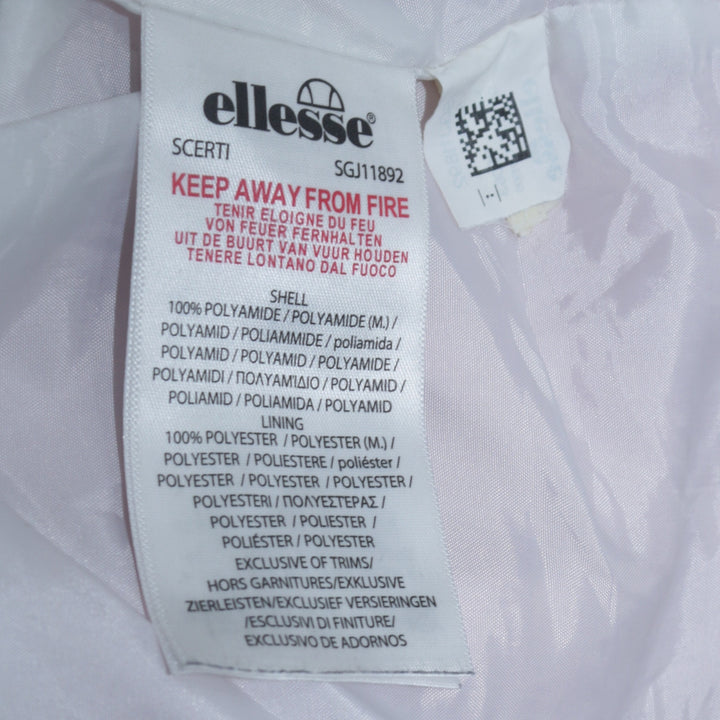 ellesse®
SCERTI
SGJ11892
KEEP AWAY FROM FIRE
TENIR ELOIGNE DU FEU
VON FEUER FERNHALTEN
UIT DE BUURT VAN VUUR HOUDEN
TENERE LONTANO DAL FUOCO
SHELL
100% POLYAMIDE / POLYAMIDE (M.) /
POLYAMID / POLIAMMIDE / poliamida /
POLYAMID / POLYAMID / POLYAMIDE /
POLYAMIDI / ΠΟΛΥΑΜΊΔΙΟ / POLYAMID /
POLIAMID / POLIAMIDA / POLYAMID
LINING
100% POLYESTER / POLYESTER (M.) /
POLYESTER / POLIESTERE / poliéster /
POLYESTER / POLYESTER / POLYESTER /
POLYESTERI / ΠΟΛΥΕΣΤΕΡΑΣ /
POLYESTER / POLIESTER /
POLIÉSTER / POLYESTER
EXCLUSIVE OF TRIMS/
HORS GARNITURES/EXKLUSIVE
ZIERLEISTEN/EXCLUSIEF VERSIERINGEN
/ESCLUSIVI DI FINITURE/
EXCLUSIVO DE ADORNOS